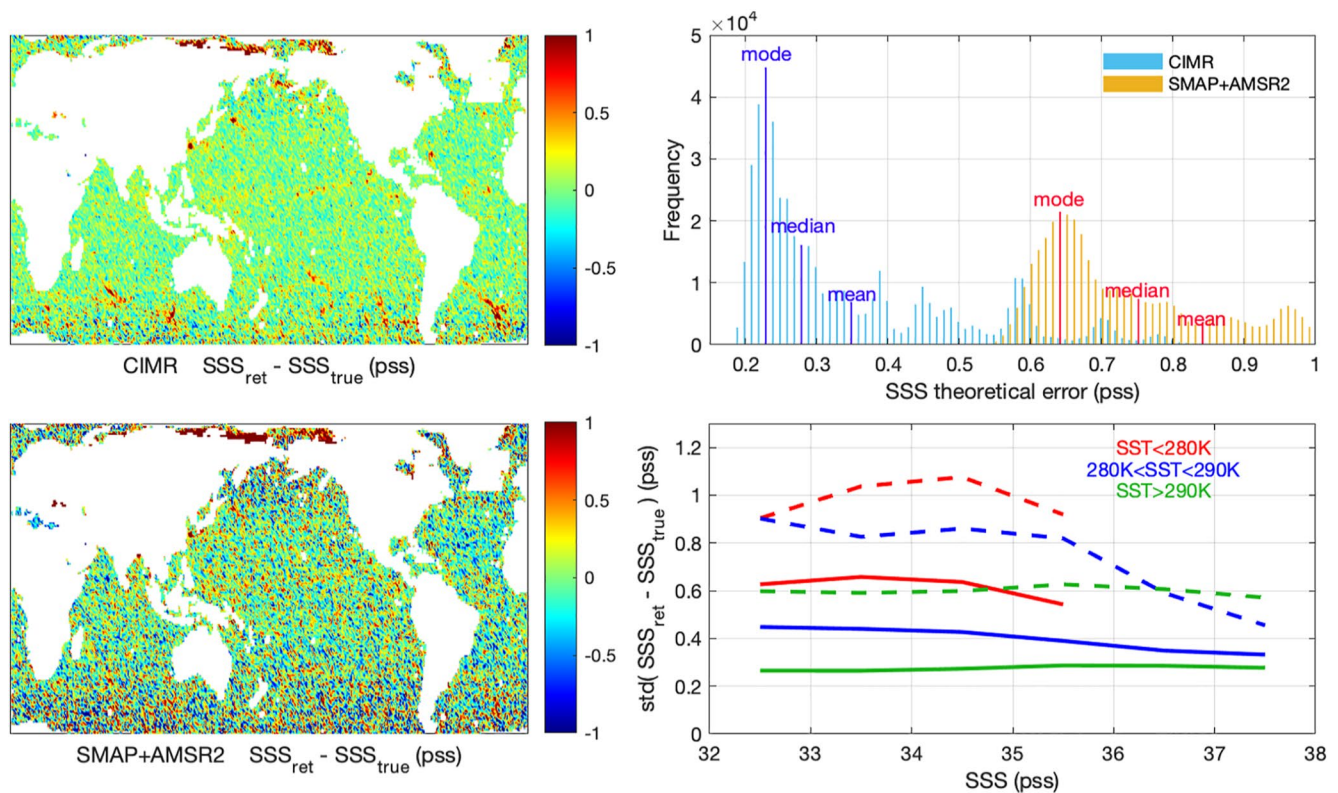 1
0.5
0
-0.5
-1
CIMR SSS_ret - SSS_true (pss)
×10^4
5
4
3
2
1
0
Frequency
mode
median
mean
mode
median
mean
CIMR
SMAP+AMSR2
0.2 0.3 0.4 0.5 0.6 0.7 0.8 0.9 1
SSS theoretical error (pss)
1
0.5
0
-0.5
-1
SMAP+AMSR2 SSS_ret - SSS_true (pss)
std( SSS_ret - SSS_true ) (pss)
1.2
1
0.8
0.6
0.4
0.2
0
SST<280K
280K<SST<290K
SST>290K
32 33 34 35 36 37 38
SSS (pss)